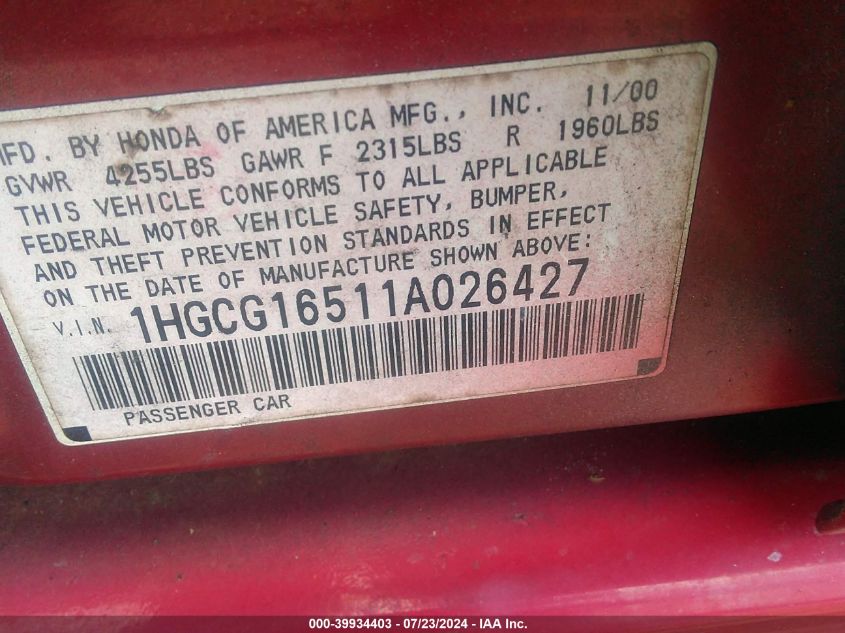 MFD. BY HONDA OF AMERICA MFG., INC. 11/00
GVWR 4255LBS GAWR F 2315LBS R 1960LBS
THIS VEHICLE CONFORMS TO ALL APPLICABLE
FEDERAL MOTOR VEHICLE SAFETY, BUMPER,
AND THEFT PREVENTION STANDARDS IN EFFECT
ON THE DATE OF MANUFACTURE SHOWN ABOVE:
V.I.N. 1HGCG16511A026427
PASSENGER CAR
000-39934403 - 07/23/2024 - IAA Inc.